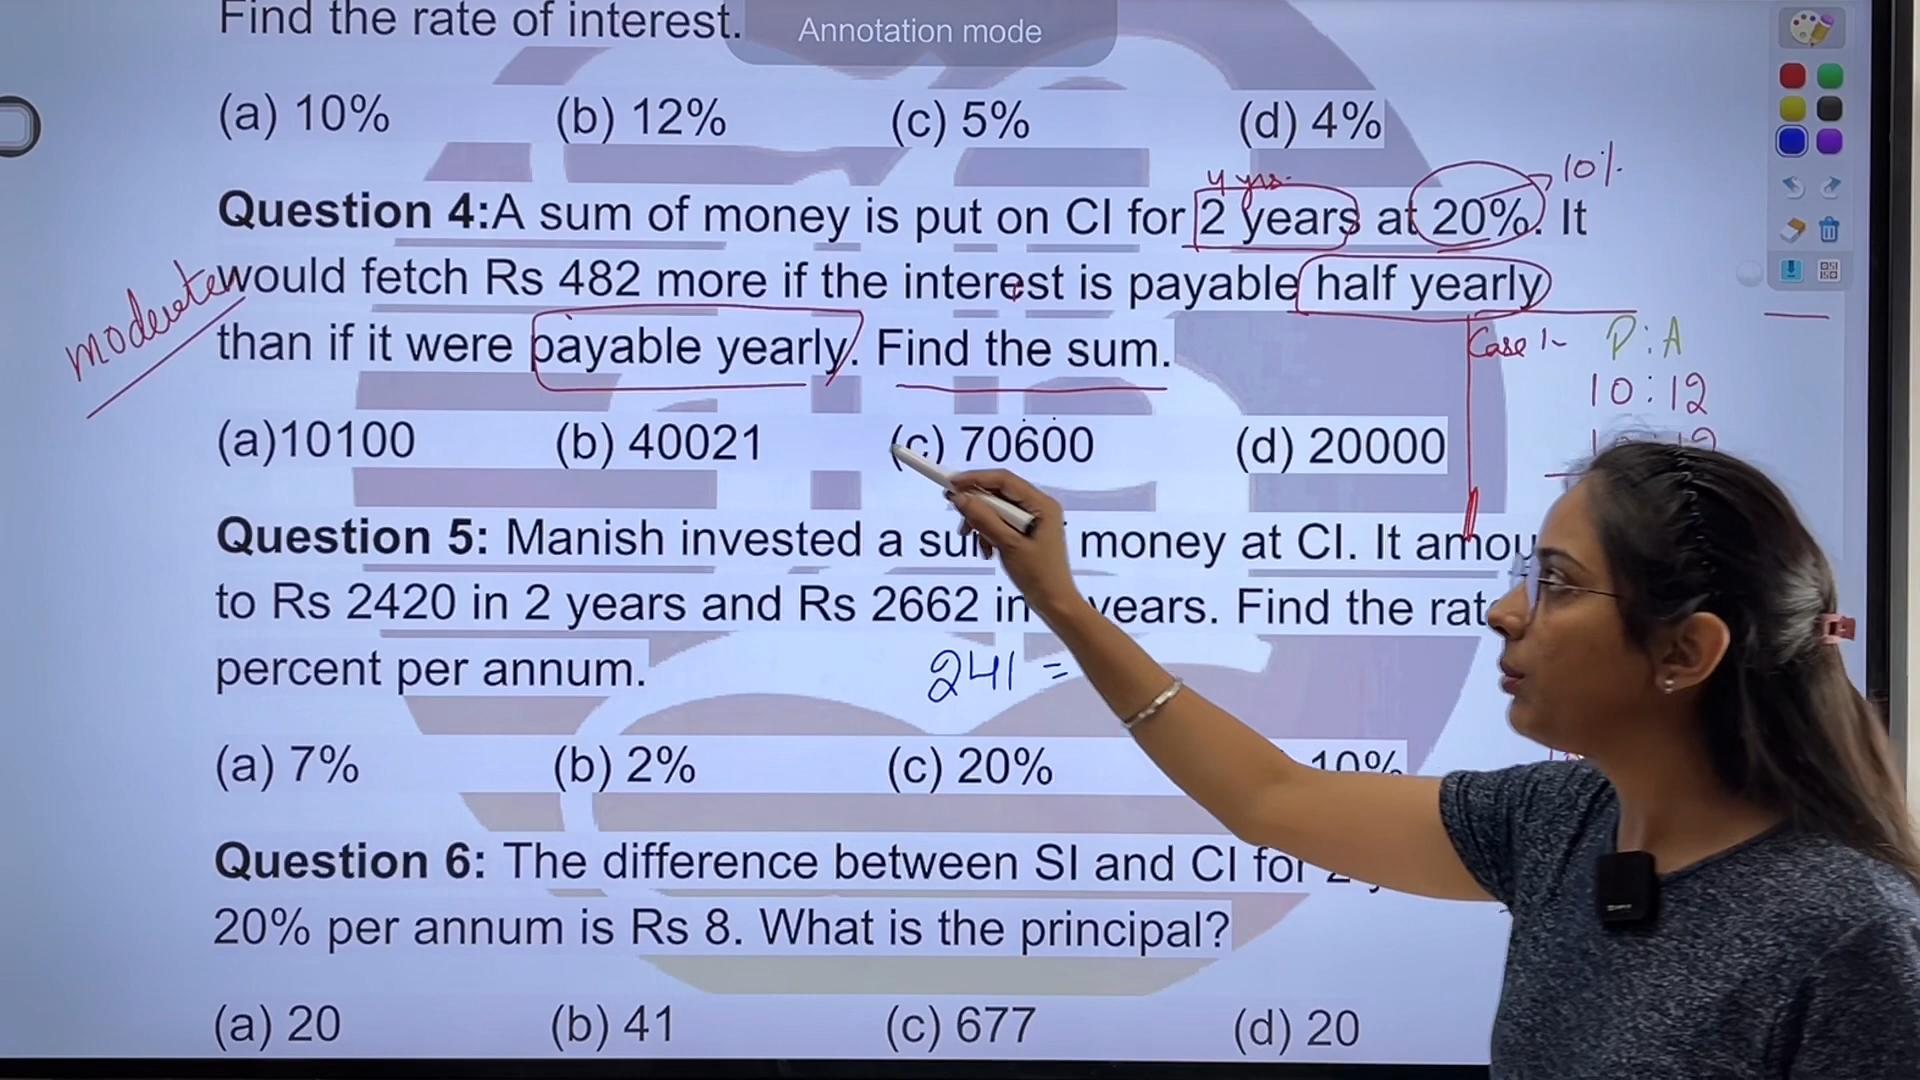 Find the rate of interest.
Annotation mode
(a) 10% (b) 12% (c) 5% (d) 4%
4 yrs. 10%
Question 4:A sum of money is put on CI for 2 years at 20%. It
would fetch Rs 482 more if the interest is payable half yearly
moderate
than if it were payable yearly. Find the sum.
Case 1- P:A
10:12
(a)10100 (b) 40021 (c) 70600 (d) 20000
Question 5: Manish invested a money at CI. It
to Rs 2420 in 2 years and Rs 2662 in years. Find the
percent per annum.
241 =
(a) 7% (b) 2% (c) 20% 10%
Question 6: The difference between SI and CI for
20% per annum is Rs 8. What is the principal?
(a) 20 (b) 41 (c) 677 (d) 20